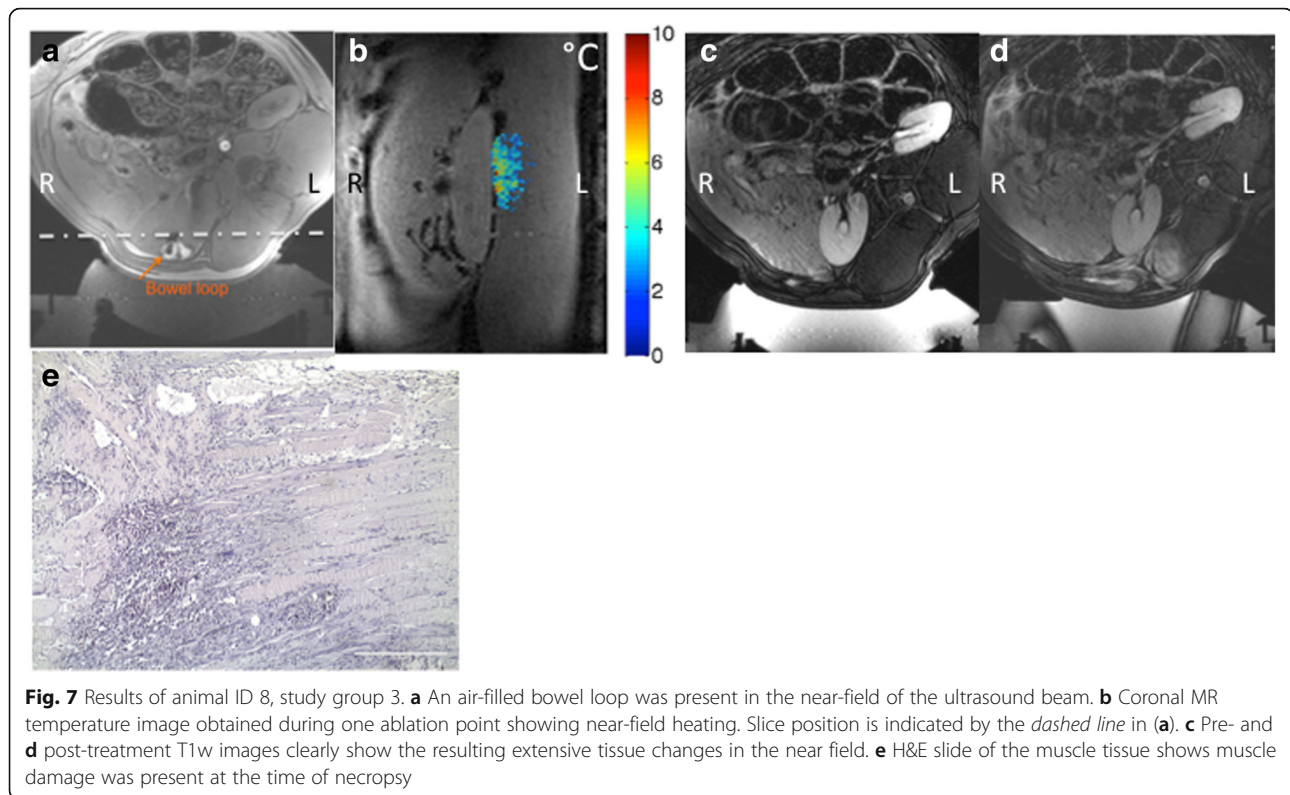 a
b
°C
c
d
R
L
R
L
R
L
R
L
Bowel loop
10
8
6
4
2
0
e
Fig. 7 Results of animal ID 8, study group 3. a An air-filled bowel loop was present in the near-field of the ultrasound beam. b Coronal MR
temperature image obtained during one ablation point showing near-field heating. Slice position is indicated by the dashed line in (a). c Pre- and
d post-treatment T1w images clearly show the resulting extensive tissue changes in the near field. e H&E slide of the muscle tissue shows muscle
damage was present at the time of necropsy